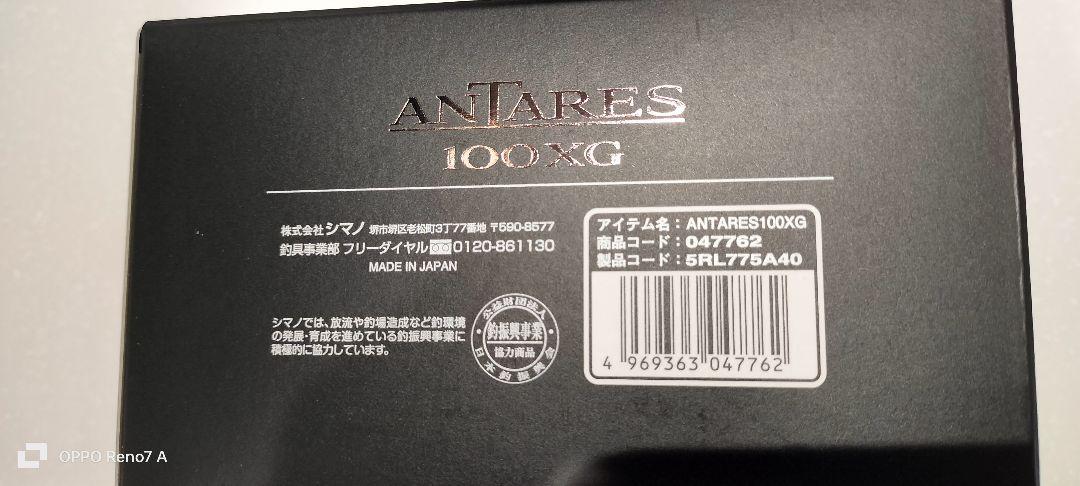 ANTARES
100XG
株式会社 シマノ 堺市堺区老松町3丁77番地 〒590-8577
釣具事業部 フリーダイヤル 0120-861130
MADE IN JAPAN
シマノでは、放流や釣場造成など釣環境
の発展・育成を進めている釣振興事業に
積極的に協力しています。
公益財団法人
釣振興事業
協力商品
日本釣振興会
アイテム名：ANTARES100XG
商品コード：047762
製品コード：5RL775A40
4 969363 047762
OPPO Reno7 A